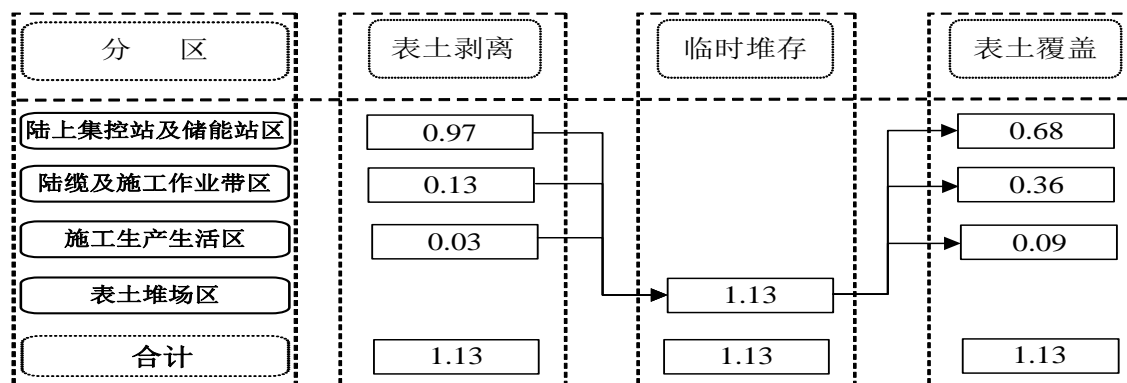 分 区 表土剥离 临时堆存 表土覆盖
陆上集控站及储能站区 0.97 0.68
陆缆及施工作业带区 0.13 0.36
施工生产生活区 0.03 0.09
表土堆场区 1.13
合计 1.13 1.13 1.13